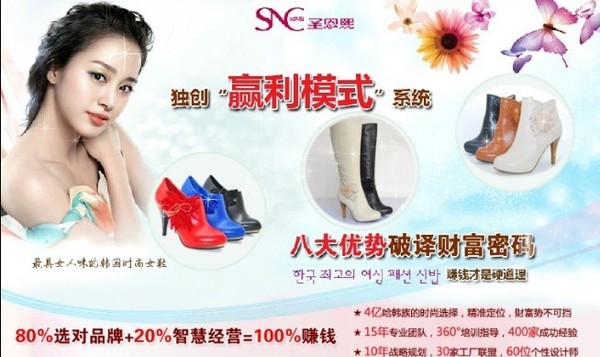 SNC 圣恩熙
独创“赢利模式”系统
八大优势破译财富密码
最具女人味的韩国时尚女鞋
한국 최고의 여성 패션 신발 赚钱才是硬道理
80%选对品牌+20%智慧经营=100%赚钱
★ 4亿哈韩族的时尚选择，精准定位，财富势不可挡
★ 15年专业团队，360°培训指导，400家成功经验
★ 10年战略规划，30家工厂联盟，60位个性设计师